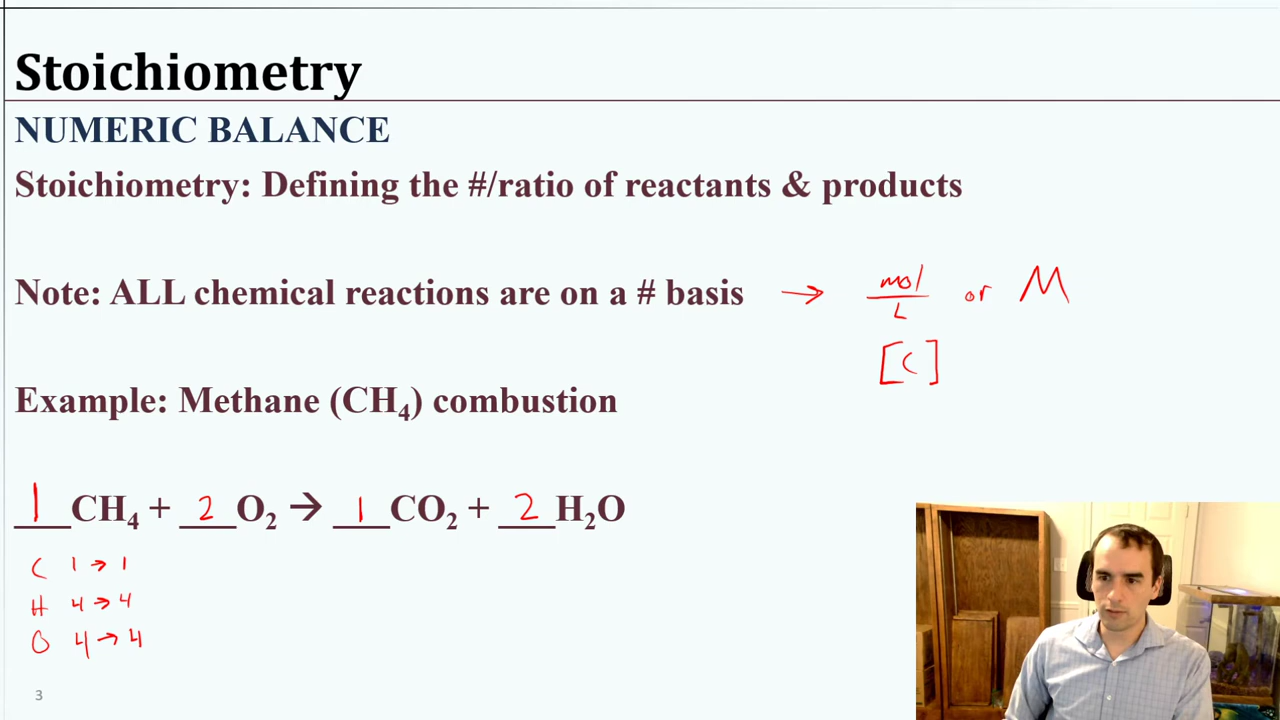 Stoichiometry
NUMERIC BALANCE
Stoichiometry: Defining the #/ratio of reactants & products
Note: ALL chemical reactions are on a # basis → mol/L or M
[C]
Example: Methane (CH₄) combustion
1 CH₄ + 2 O₂ → 1 CO₂ + 2 H₂O
C 1 → 1
H 4 → 4
O 4 → 4
3